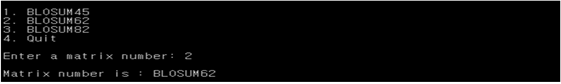 1. BLOSUM45
2. BLOSUM62
3. BLOSUM82
4. Quit
Enter a matrix number: 2
Matrix number is : BLOSUM62